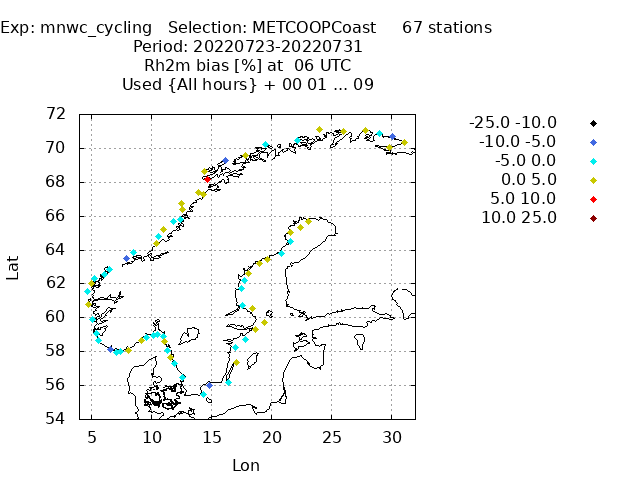 Exp: mnwc_cycling   Selection: METCOOPCoast     67 stations
Period: 20220723-20220731
Rh2m bias [%] at  06 UTC
Used {All hours} + 00 01 ... 09
-25.0 -10.0
-10.0 -5.0
-5.0 0.0
0.0 5.0
5.0 10.0
10.0 25.0
72
70
68
66
64
62
60
58
56
54
Lat
5 10 15 20 25 30
Lon